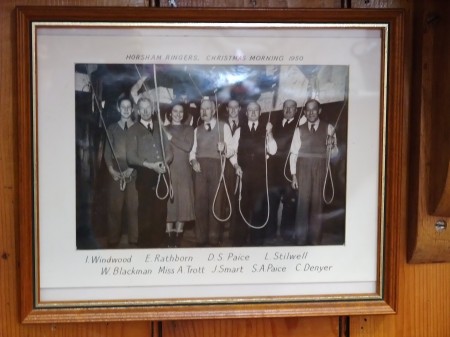 HORSHAM RINGERS, CHRISTMAS MORNING 1950
I. Windwood E. Rathborn D. S. Paice L. Stilwell
W. Blackman Miss A Trott J. Smart S. A. Paice C. Denyer